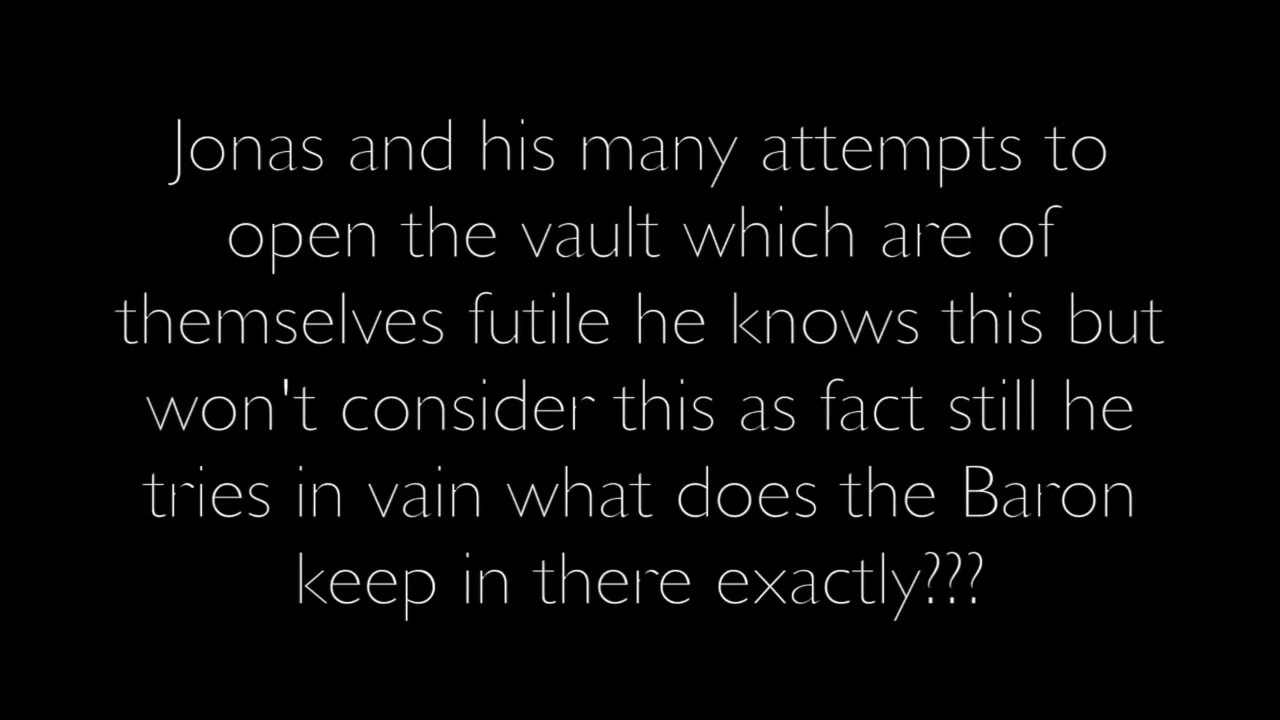 Jonas and his many attempts to
open the vault which are of
themselves futile he knows this but
won't consider this as fact still he
tries in vain what does the Baron
keep in there exactly???